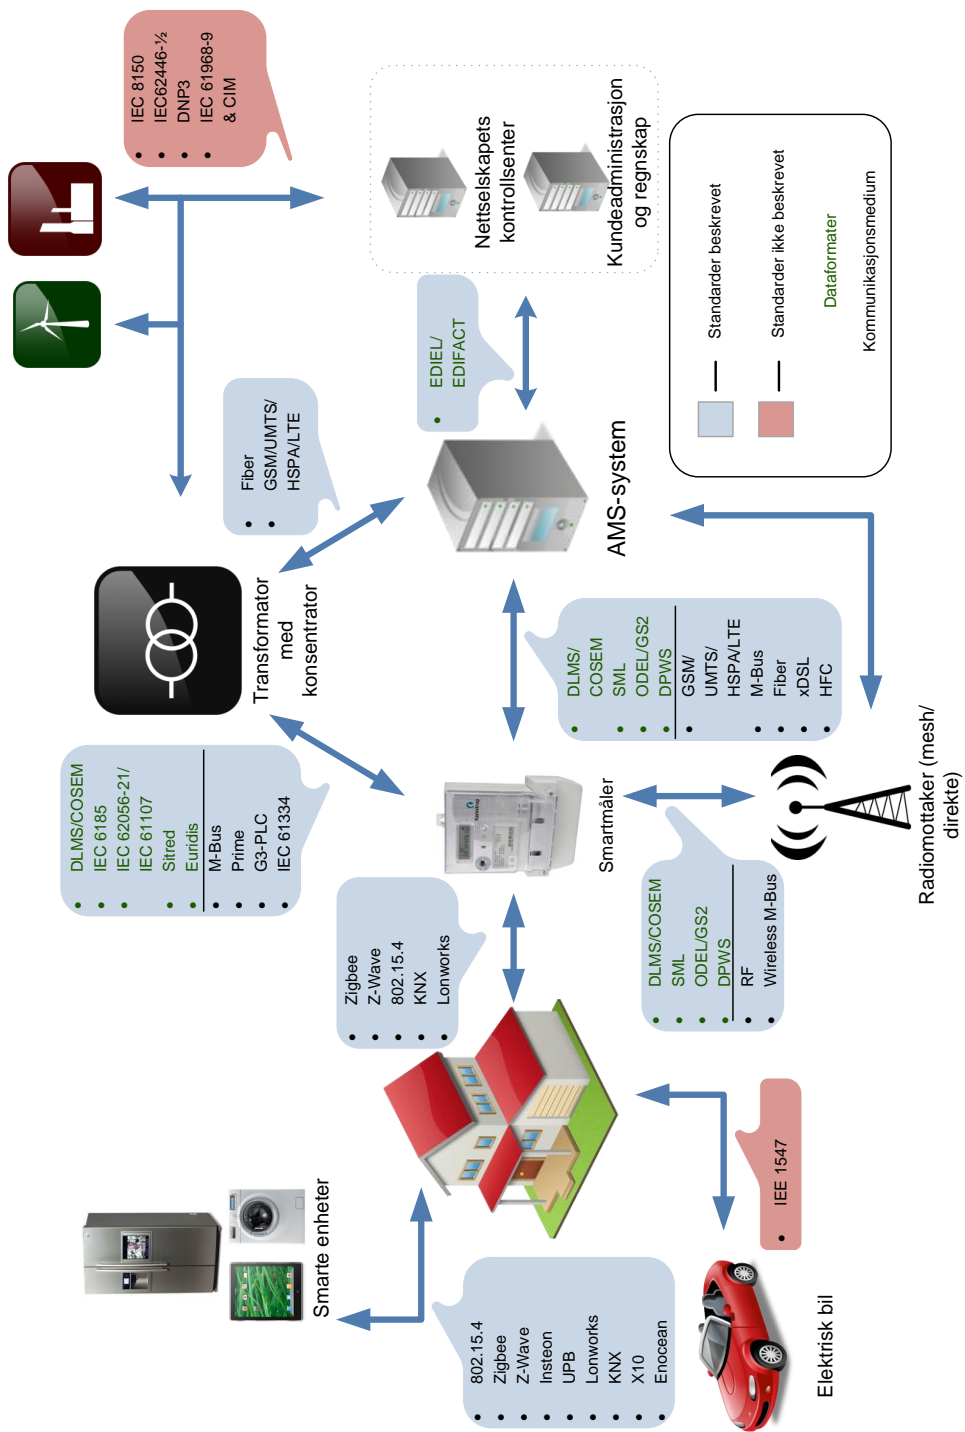 802.15.4
Zigbee
Z-Wave
Insteon
UPB
Lonworks
KNX
X10
Enocean
Smarte enheter
Elektrisk bil
IEE 1547
Zigbee
Z-Wave
802.15.4
KNX
Lonworks
DLMS/COSEM
IEC 6185
IEC 62056-21/
IEC 61107
Sitred
Euridis
M-Bus
Prime
G3-PLC
IEC 61334
Smartmåler
DLMS/COSEM
SML
ODEL/GS2
DPWS
RF
Wireless M-Bus
Radiomottaker (mesh/
direkte)
Transformator
med
konsentrator
DLMS/
COSEM
SML
ODEL/GS2
DPWS
GSM/
UMTS/
HSPA/LTE
M-Bus
Fiber
xDSL
HFC
Fiber
GSM/UMTS/
HSPA/LTE
AMS-system
EDIEL/
EDIFACT
Nettselskapets
kontrollsenter
Kundeadministrasjon
og regnskap
IEC 8150
IEC62446-½
DNP3
IEC 61968-9
& CIM
Standarder beskrevet
Standarder ikke beskrevet
Dataformater
Kommunikasjonsmedium